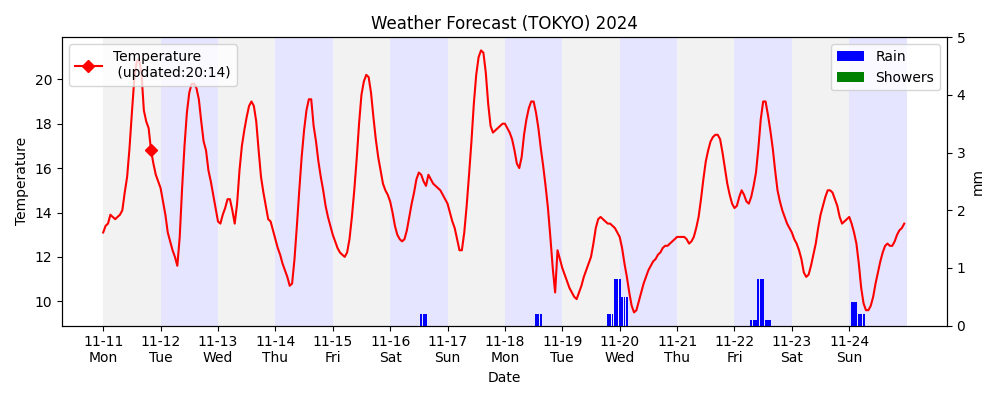 Weather Forecast (TOKYO) 2024
Temperature
(updated:20:14)
Rain
Showers
Temperature
20
18
16
14
12
10
5
4
3
2
1
0
mm
11-11 11-12 11-13 11-14 11-15 11-16 11-17 11-18 11-19 11-20 11-21 11-22 11-23 11-24
Mon Tue Wed Thu Fri Sat Sun Mon Tue Wed Thu Fri Sat Sun
Date